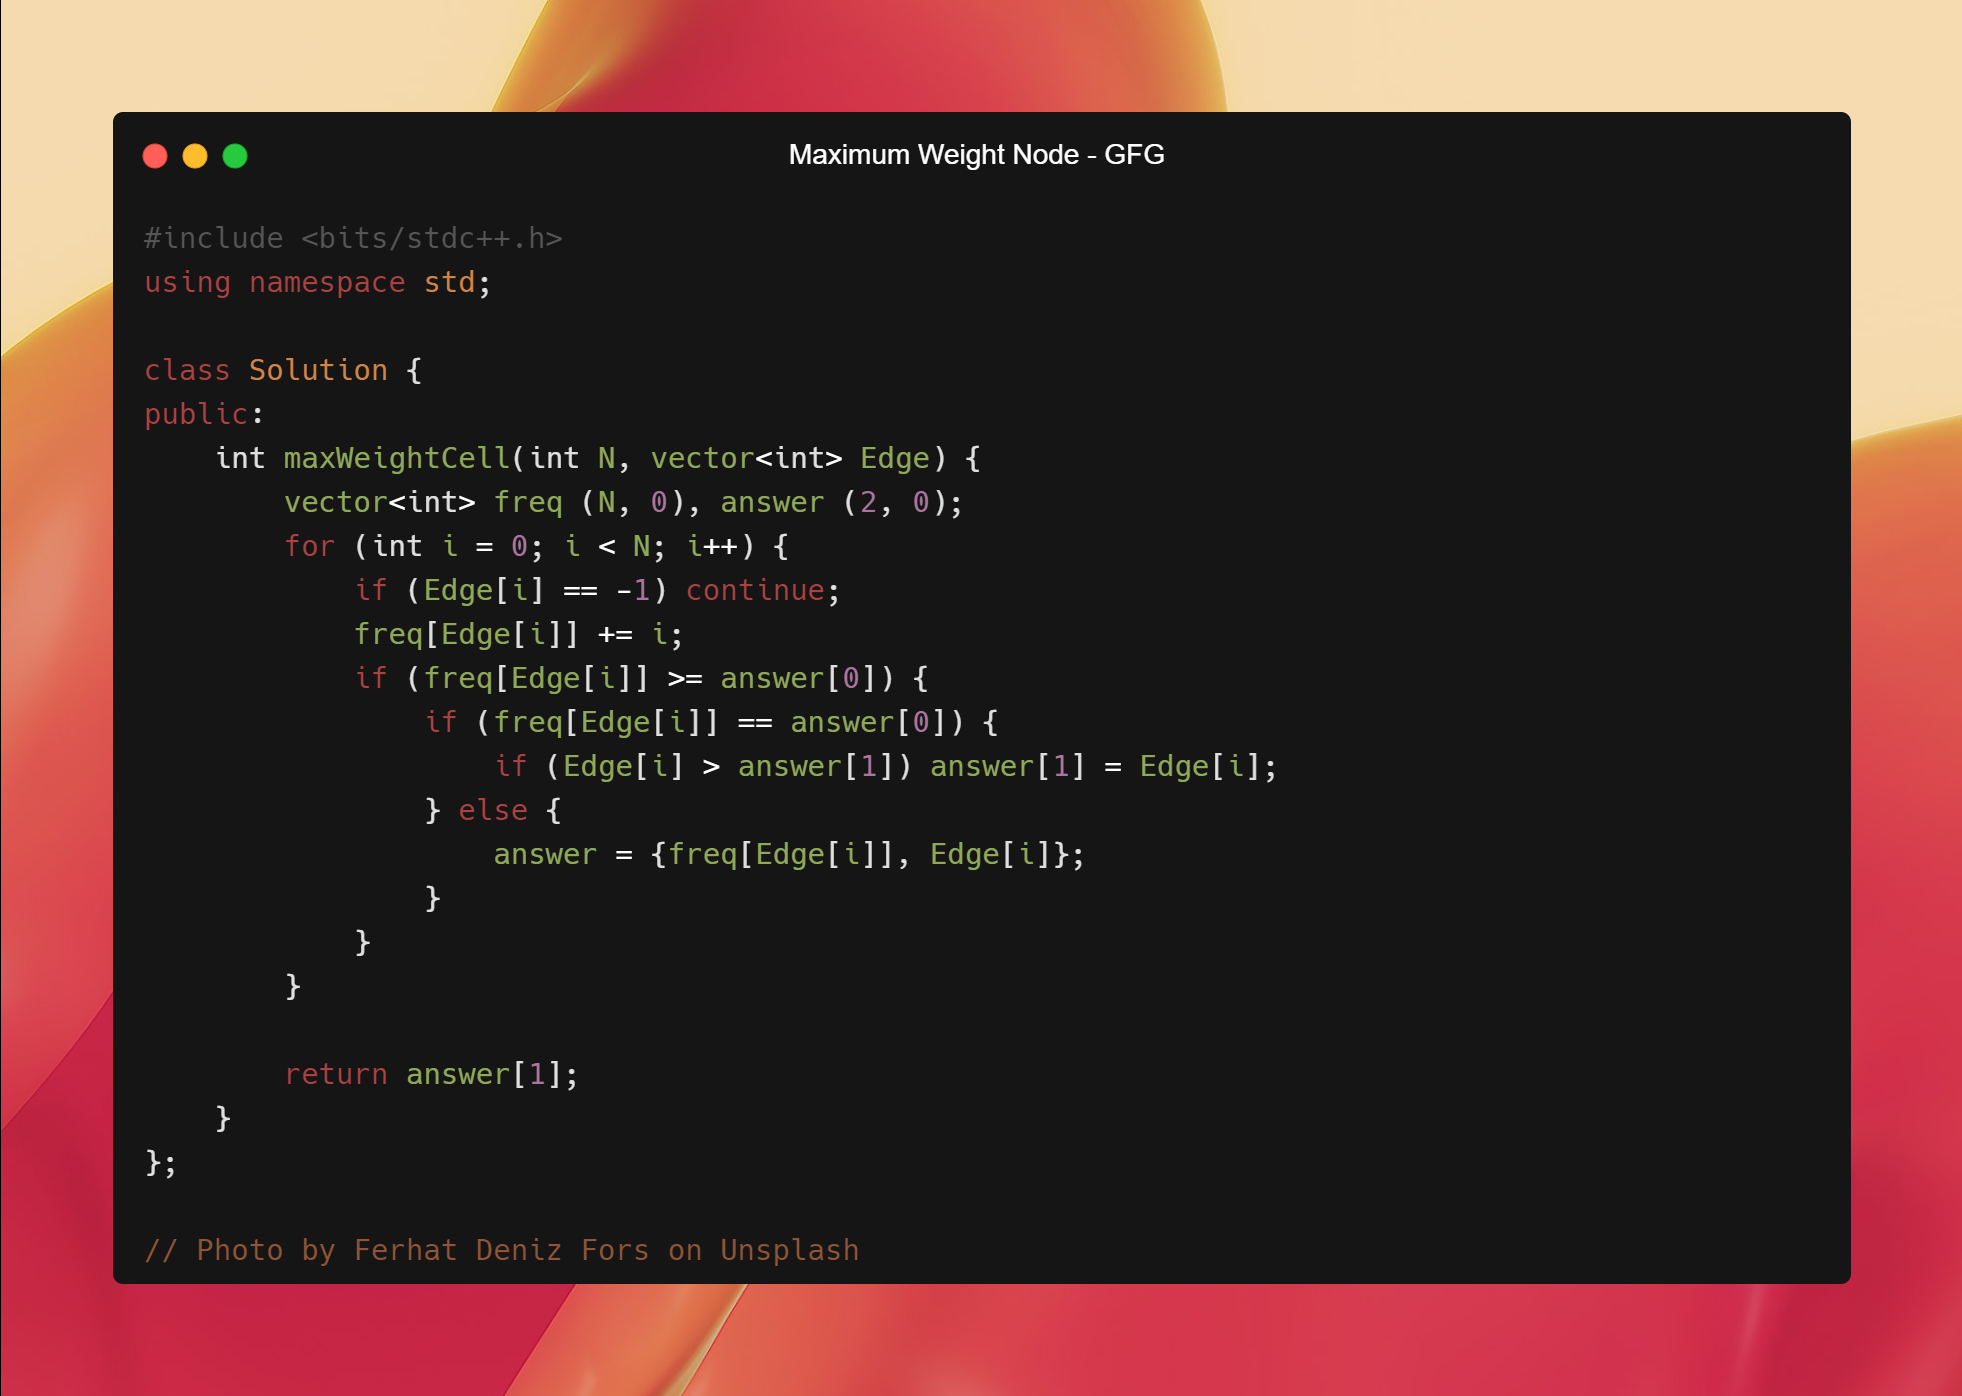 Maximum Weight Node - GFG
#include <bits/stdc++.h>
using namespace std;
class Solution {
public:
    int maxWeightCell(int N, vector<int> Edge) {
        vector<int> freq (N, 0), answer (2, 0);
        for (int i = 0; i < N; i++) {
            if (Edge[i] == -1) continue;
            freq[Edge[i]] += i;
            if (freq[Edge[i]] >= answer[0]) {
                if (freq[Edge[i]] == answer[0]) {
                    if (Edge[i] > answer[1]) answer[1] = Edge[i];
                } else {
                    answer = {freq[Edge[i]], Edge[i]};
                }
            }
        }
        return answer[1];
    }
};
// Photo by Ferhat Deniz Fors on Unsplash